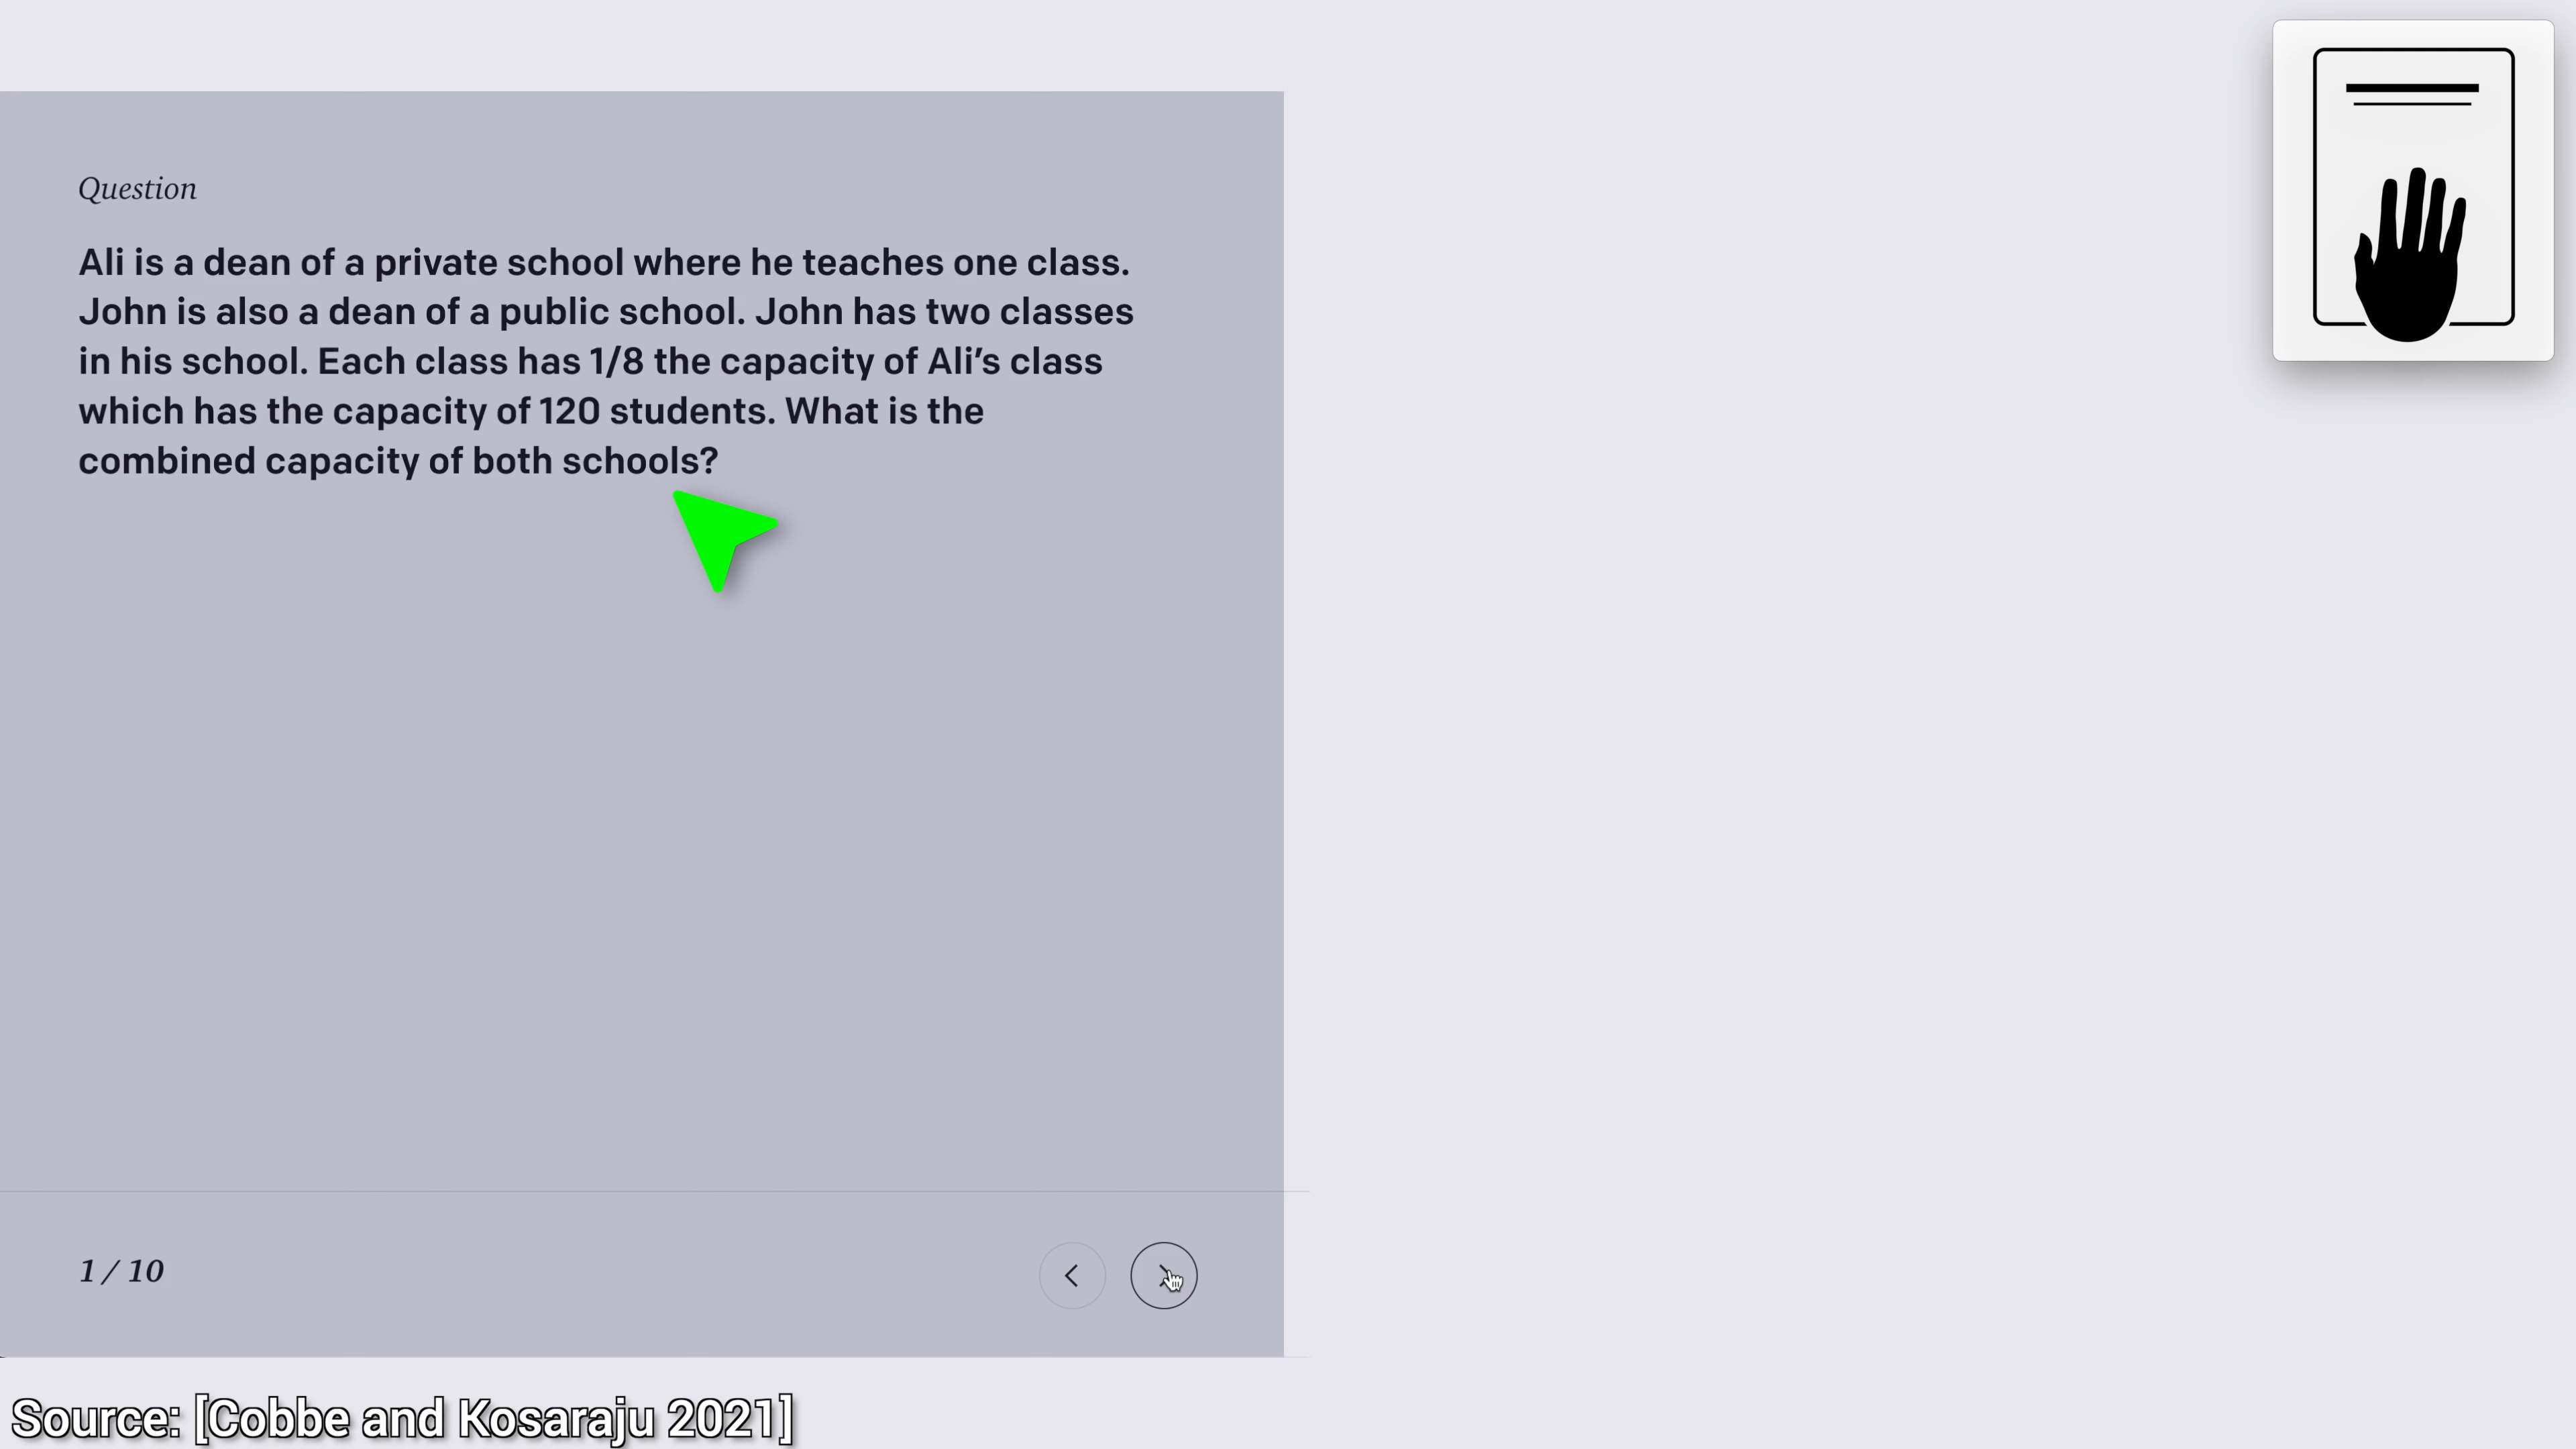 Question
Ali is a dean of a private school where he teaches one class.
John is also a dean of a public school. John has two classes
in his school. Each class has 1/8 the capacity of Ali’s class
which has the capacity of 120 students. What is the
combined capacity of both schools?
1 / 10
Source: [Cobbe and Kosaraju 2021]